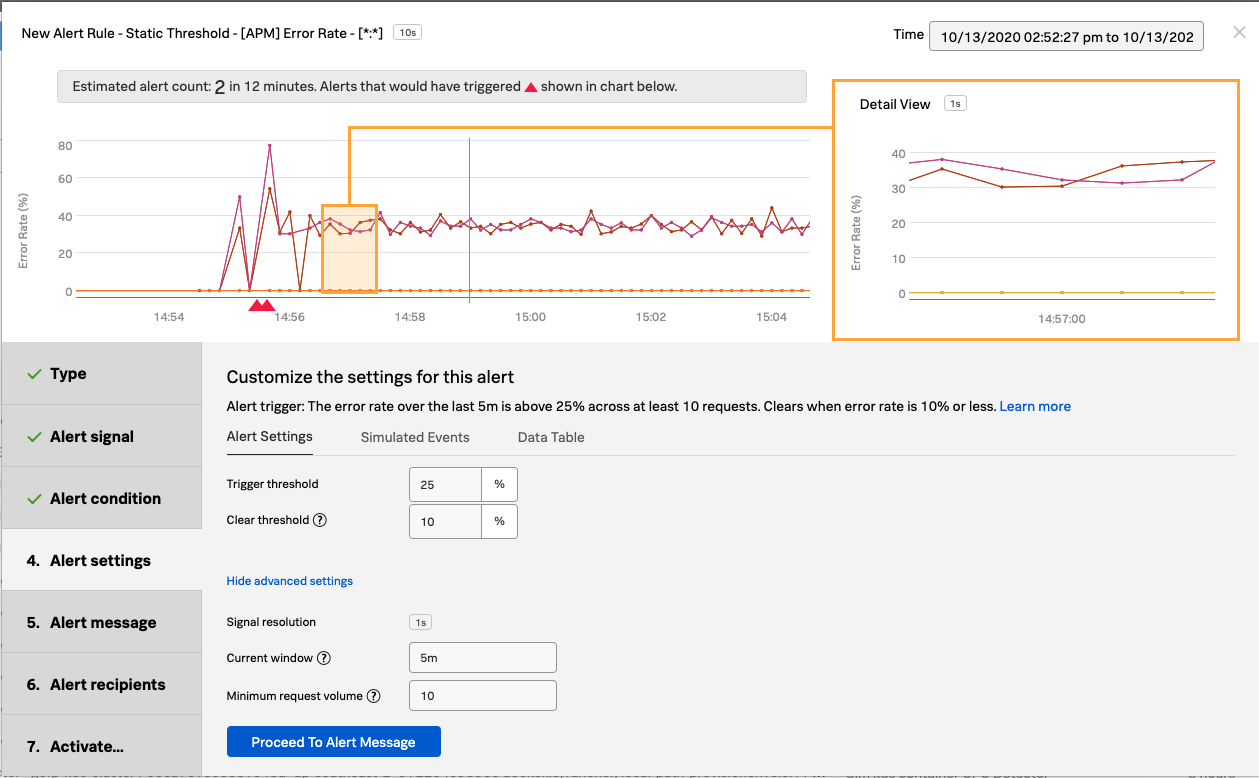 New Alert Rule - Static Threshold - [APM] Error Rate - [*:*] 10s
Time 10/13/2020 02:52:27 pm to 10/13/202
Estimated alert count: 2 in 12 minutes. Alerts that would have triggered shown in chart below.
Error Rate (%)
80
60
40
20
0
14:54 14:56 14:58 15:00 15:02 15:04
Detail View 1s
Error Rate (%)
40
30
20
10
0
14:57:00
Type
Alert signal
Alert condition
4. Alert settings
5. Alert message
6. Alert recipients
7. Activate...
Customize the settings for this alert
Alert trigger: The error rate over the last 5m is above 25% across at least 10 requests. Clears when error rate is 10% or less. Learn more
Alert Settings Simulated Events Data Table
Trigger threshold 25 %
Clear threshold ? 10 %
Hide advanced settings
Signal resolution 1s
Current window ? 5m
Minimum request volume ? 10
Proceed To Alert Message